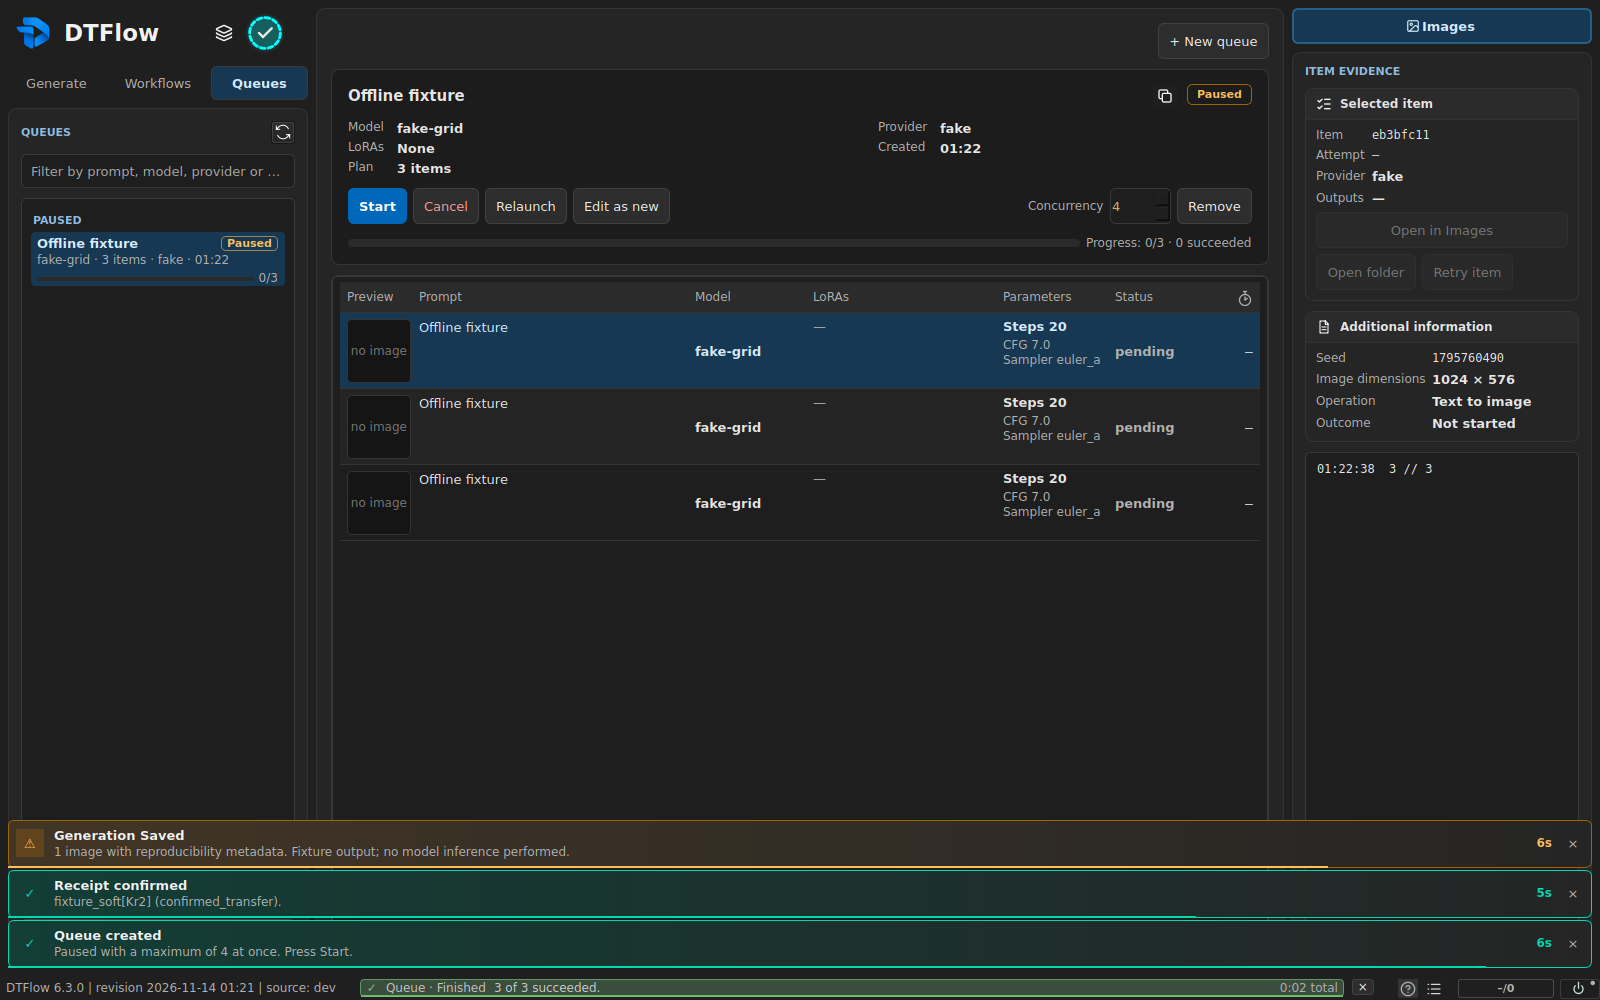 DTFlow
Generate Workflows Queues
QUEUES
Filter by prompt, model, provider or ...
PAUSED
Offline fixture Paused
fake-grid · 3 items · fake · 01:22
0/3
+ New queue
Offline fixture Paused
Model fake-grid Provider fake
LoRAs None Created 01:22
Plan 3 items
Start Cancel Relaunch Edit as new Concurrency 4 Remove
Progress: 0/3 · 0 succeeded
Preview Prompt Model LoRAs Parameters Status
no image Offline fixture fake-grid — Steps 20 CFG 7.0 Sampler euler_a pending –
no image Offline fixture fake-grid — Steps 20 CFG 7.0 Sampler euler_a pending –
no image Offline fixture fake-grid — Steps 20 CFG 7.0 Sampler euler_a pending –
Images
ITEM EVIDENCE
Selected item
Item eb3bfc11
Attempt –
Provider fake
Outputs —
Open in Images
Open folder Retry item
Additional information
Seed 1795760490
Image dimensions 1024 × 576
Operation Text to image
Outcome Not started
01:22:38 3 // 3
Generation Saved
1 image with reproducibility metadata. Fixture output; no model inference performed.
6s ×
Receipt confirmed
fixture_soft[Kr2] (confirmed_transfer).
5s ×
Queue created
Paused with a maximum of 4 at once. Press Start.
6s ×
DTFlow 6.3.0 | revision 2026-11-14 01:21 | source: dev
✓ Queue · Finished 3 of 3 succeeded. 0:02 total ×
–/0